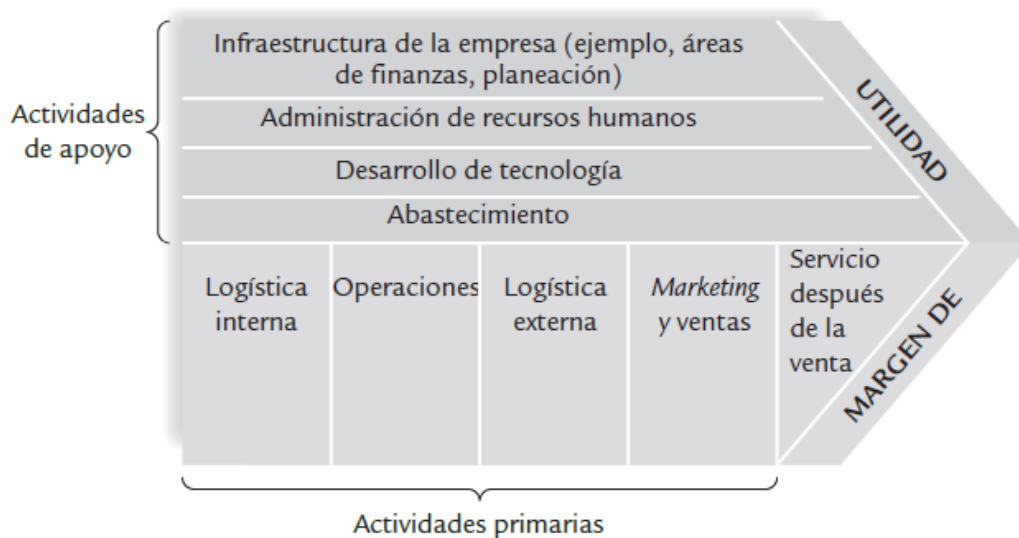 Infraestructura de la empresa (ejemplo, áreas
de finanzas, planeación)
Actividades
de apoyo
Administración de recursos humanos
Desarrollo de tecnología
Abastecimiento
UTILIDAD
Logística
interna
Operaciones
Logística
externa
Marketing
y ventas
Servicio
después
de la
venta
MARGEN DE
Actividades primarias